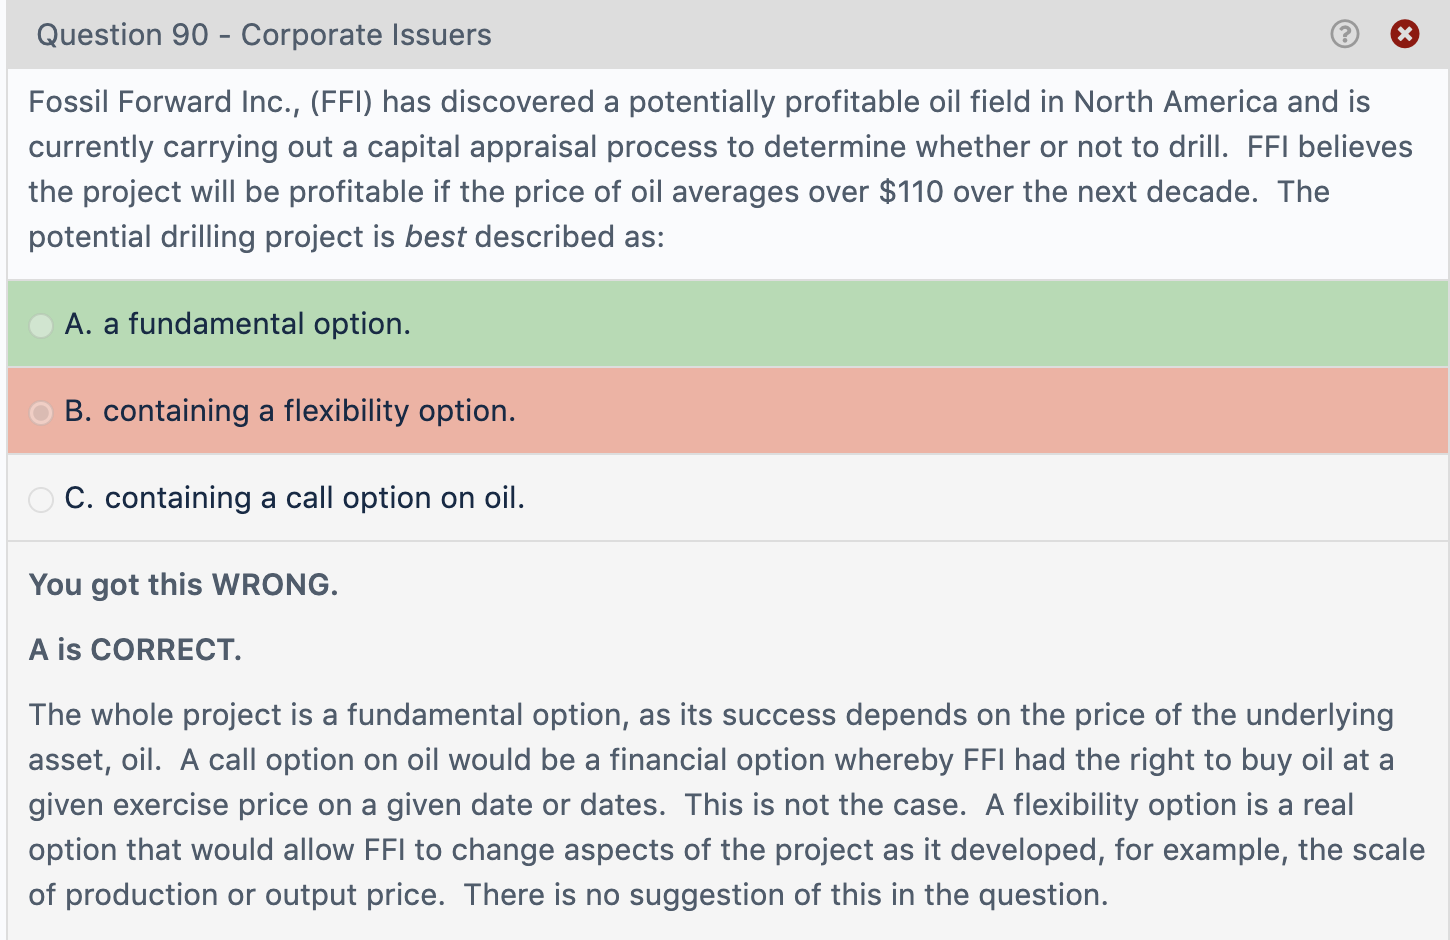 Question 90 - Corporate Issuers
Fossil Forward Inc., (FFI) has discovered a potentially profitable oil field in North America and is
currently carrying out a capital appraisal process to determine whether or not to drill.  FFI believes
the project will be profitable if the price of oil averages over $110 over the next decade.  The
potential drilling project is best described as:
A. a fundamental option.
B. containing a flexibility option.
C. containing a call option on oil.
You got this WRONG.
A is CORRECT.
The whole project is a fundamental option, as its success depends on the price of the underlying
asset, oil.  A call option on oil would be a financial option whereby FFI had the right to buy oil at a
given exercise price on a given date or dates.  This is not the case.  A flexibility option is a real
option that would allow FFI to change aspects of the project as it developed, for example, the scale
of production or output price.  There is no suggestion of this in the question.